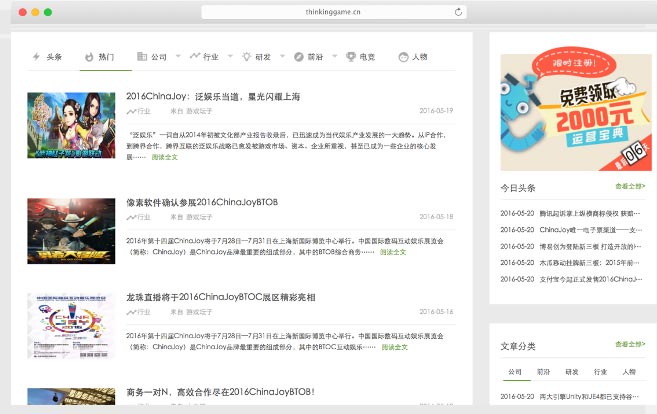 thinkinggame.cn
头条 热门 公司 行业 研发 前沿 电竞 人物
2016ChinaJoy：泛娱乐当道，星光闪耀上海
行业 来自 游戏坛子 2016-05-19
“泛娱乐”一词自从2014年初被文化部产业报告收录后，已迅速成为当代娱乐产业发展的一大趋势。从IP合作，
到跨界合作，跨界互联的泛娱乐战略已愈发被游戏市场、资本、企业所重视，甚至已成为一些企业的核心发
展…… 阅读全文
像素软件确认参展2016ChinaJoyBTOB
行业 来自 游戏坛子 2016-05-18
2016年第十四届ChinaJoy将于7月28日—7月31日在上海新国际博览中心举行。中国国际数码互动娱乐展览会
（简称：ChinaJoy）是ChinaJoy品牌最重要的组成部分，其中的BTOB综合商务…… 阅读全文
龙珠直播将于2016ChinaJoyBTOC展区精彩亮相
行业 来自 游戏坛子 2016-05-16
2016年第十四届ChinaJoy将于7月28日—7月31日在上海新国际博览中心举行。中国国际数码互动娱乐展览会
（简称：ChinaJoy）是ChinaJoy品牌最重要的组成部分，其中的BTOC互动娱乐…… 阅读全文
商务一对N，高效合作尽在2016ChinaJoyBTOB！
限时注册！
免费领取
2000元
运营宝典
06
今日头条 查看全部>
2016-05-20 腾讯起诉掌上纵横商标侵权 获赔…
2016-05-20 ChinaJoy唯一电子票渠道——支…
2016-05-20 博易创为登陆新三板 打造开放的I…
2016-05-20 木瓜移动挂牌新三板：2015年前…
2016-05-20 支付宝今起正式发售2016ChinaJ…
文章分类 查看全部>
公司 前沿 研发 行业 人物
2016-05-20 两大引擎Unity和UE4都已支持谷…